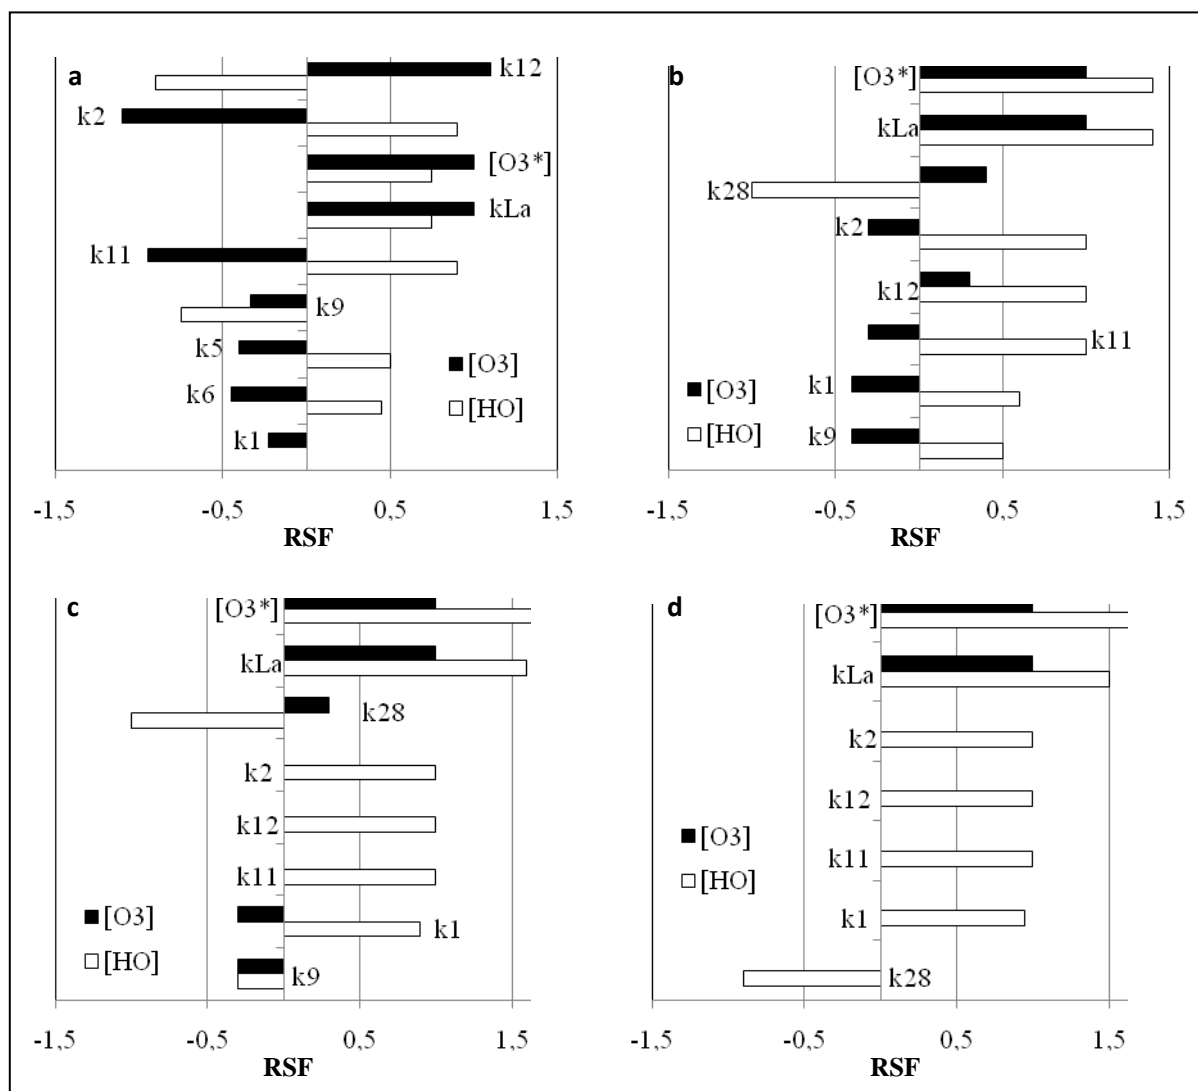 a
k12
k2
[O3*]
kLa
k11
k9
k5
k6
k1
[O3]
[HO]
-1,5 -0,5 0,5 1,5
RSF
b
[O3*]
kLa
k28
k2
k12
k11
k1
k9
[O3]
[HO]
-1,5 -0,5 0,5 1,5
RSF
c
[O3*]
kLa
k28
k2
k12
k11
k1
k9
[O3]
[HO]
-1,5 -0,5 0,5 1,5
RSF
d
[O3*]
kLa
k2
k12
k11
k1
k28
[O3]
[HO]
-1,5 -0,5 0,5 1,5
RSF